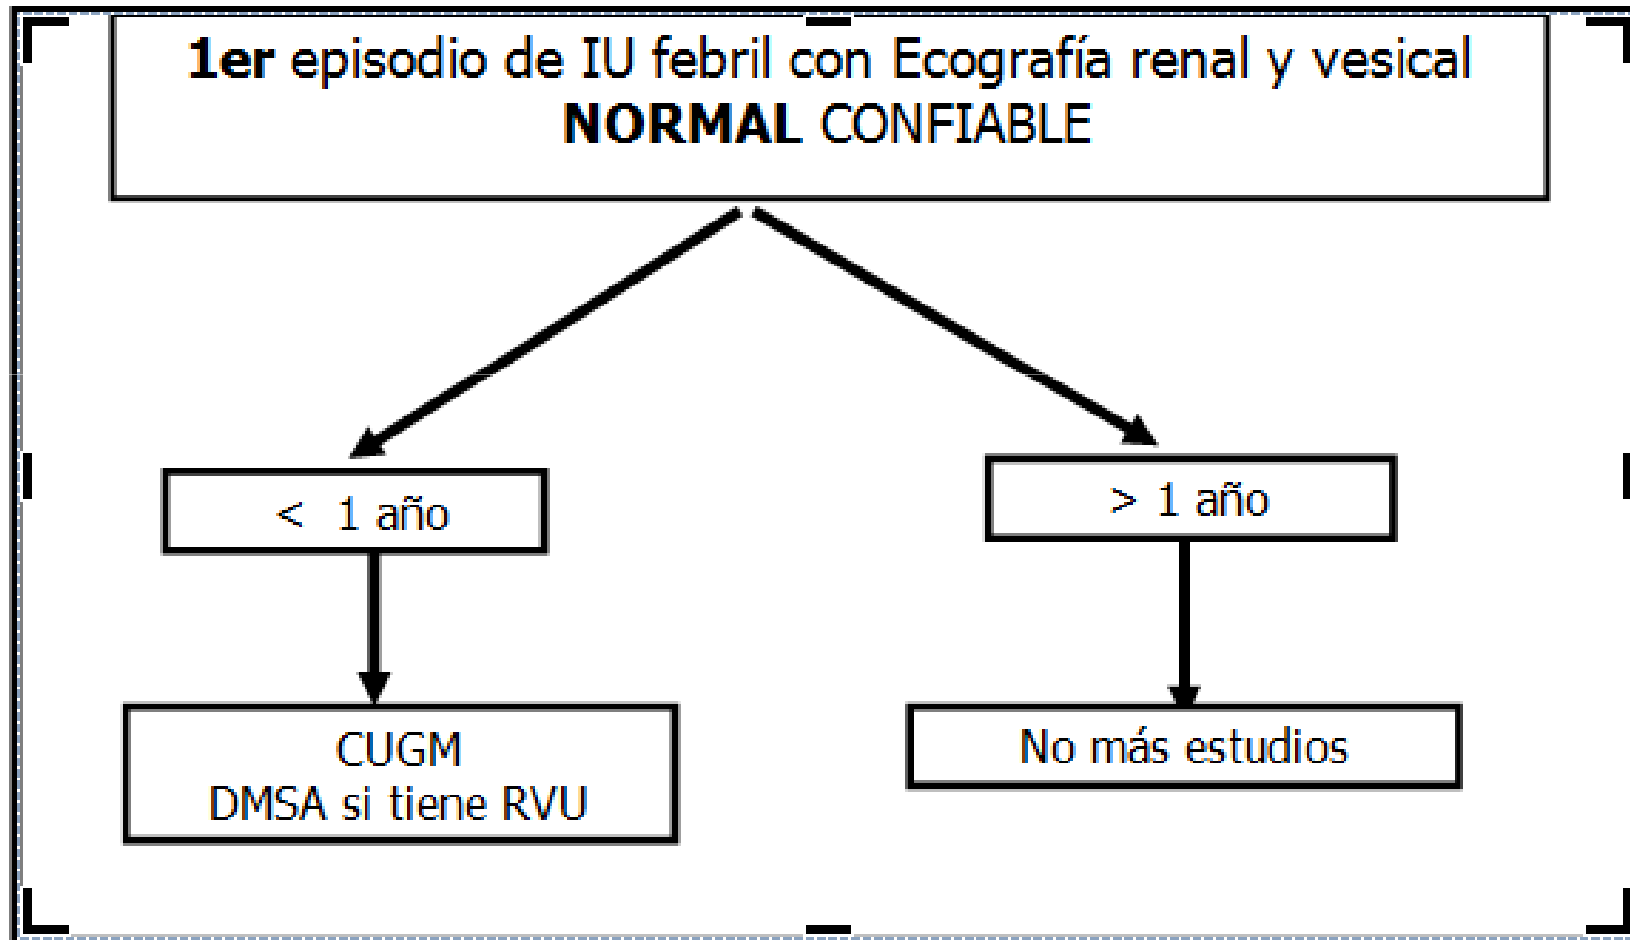 1er episodio de IU febril con Ecografía renal y vesical
NORMAL CONFIABLE
< 1 año
> 1 año
CUGM
DMSA si tiene RVU
No más estudios